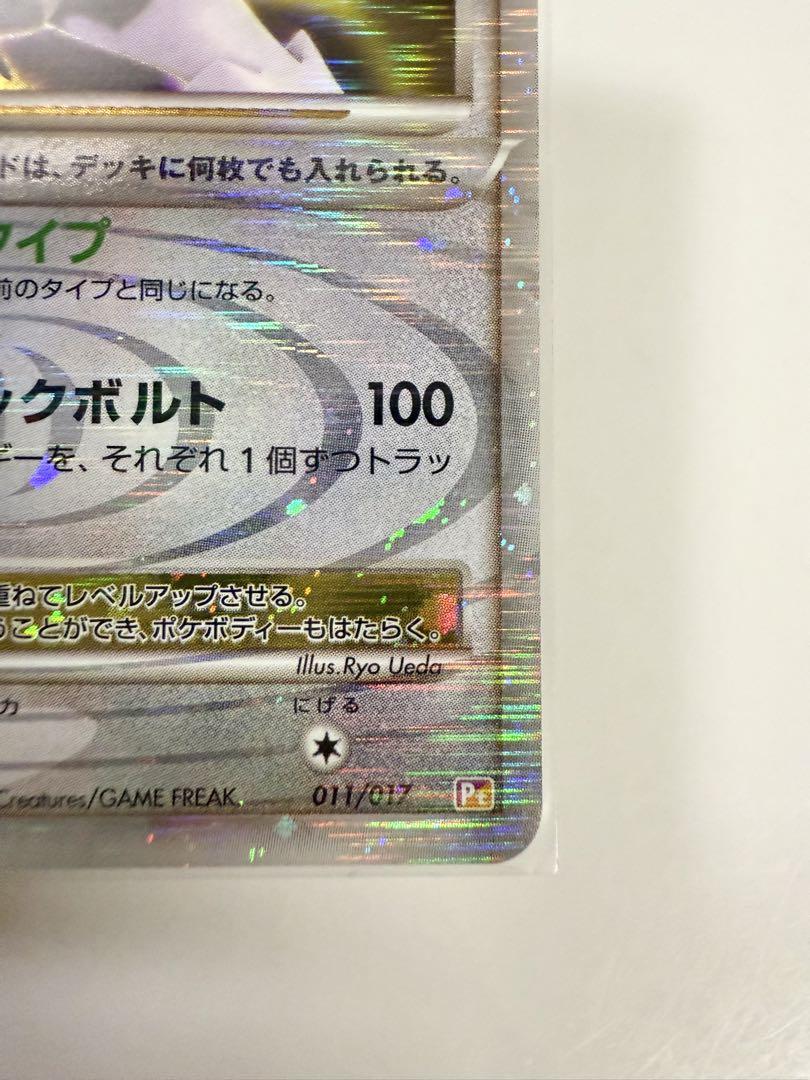 ドは、デッキに何枚でも入れられる。
タイプ
前のタイプと同じになる。
ックボルト 100
ギーを、それぞれ1個ずつトラッ
重ねてレベルアップさせる。
うことができ、ポケボディーもはたらく。
Illus.Ryo Ueda
力 にげる
Creatures/GAME FREAK. 011/017 Pt